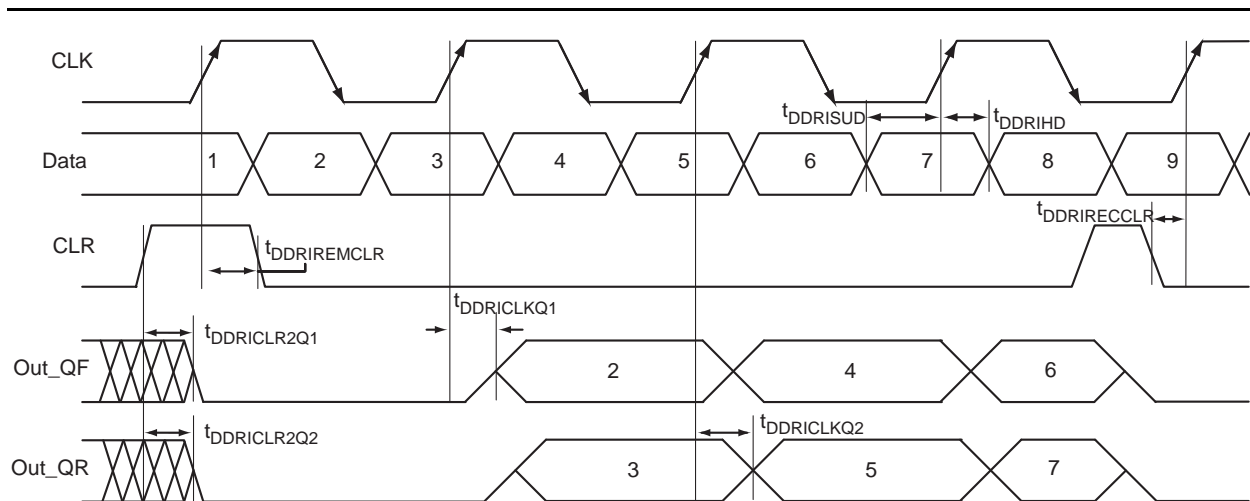 CLK
tDDRISUD
tDDRIHD
Data
1 2 3 4 5 6 7 8 9
tDDRIRECCLR
CLR
tDDRIREMCLR
tDDRICLKQ1
tDDRICLR2Q1
Out_QF
2 4 6
tDDRICLR2Q2
tDDRICLKQ2
Out_QR
3 5 7